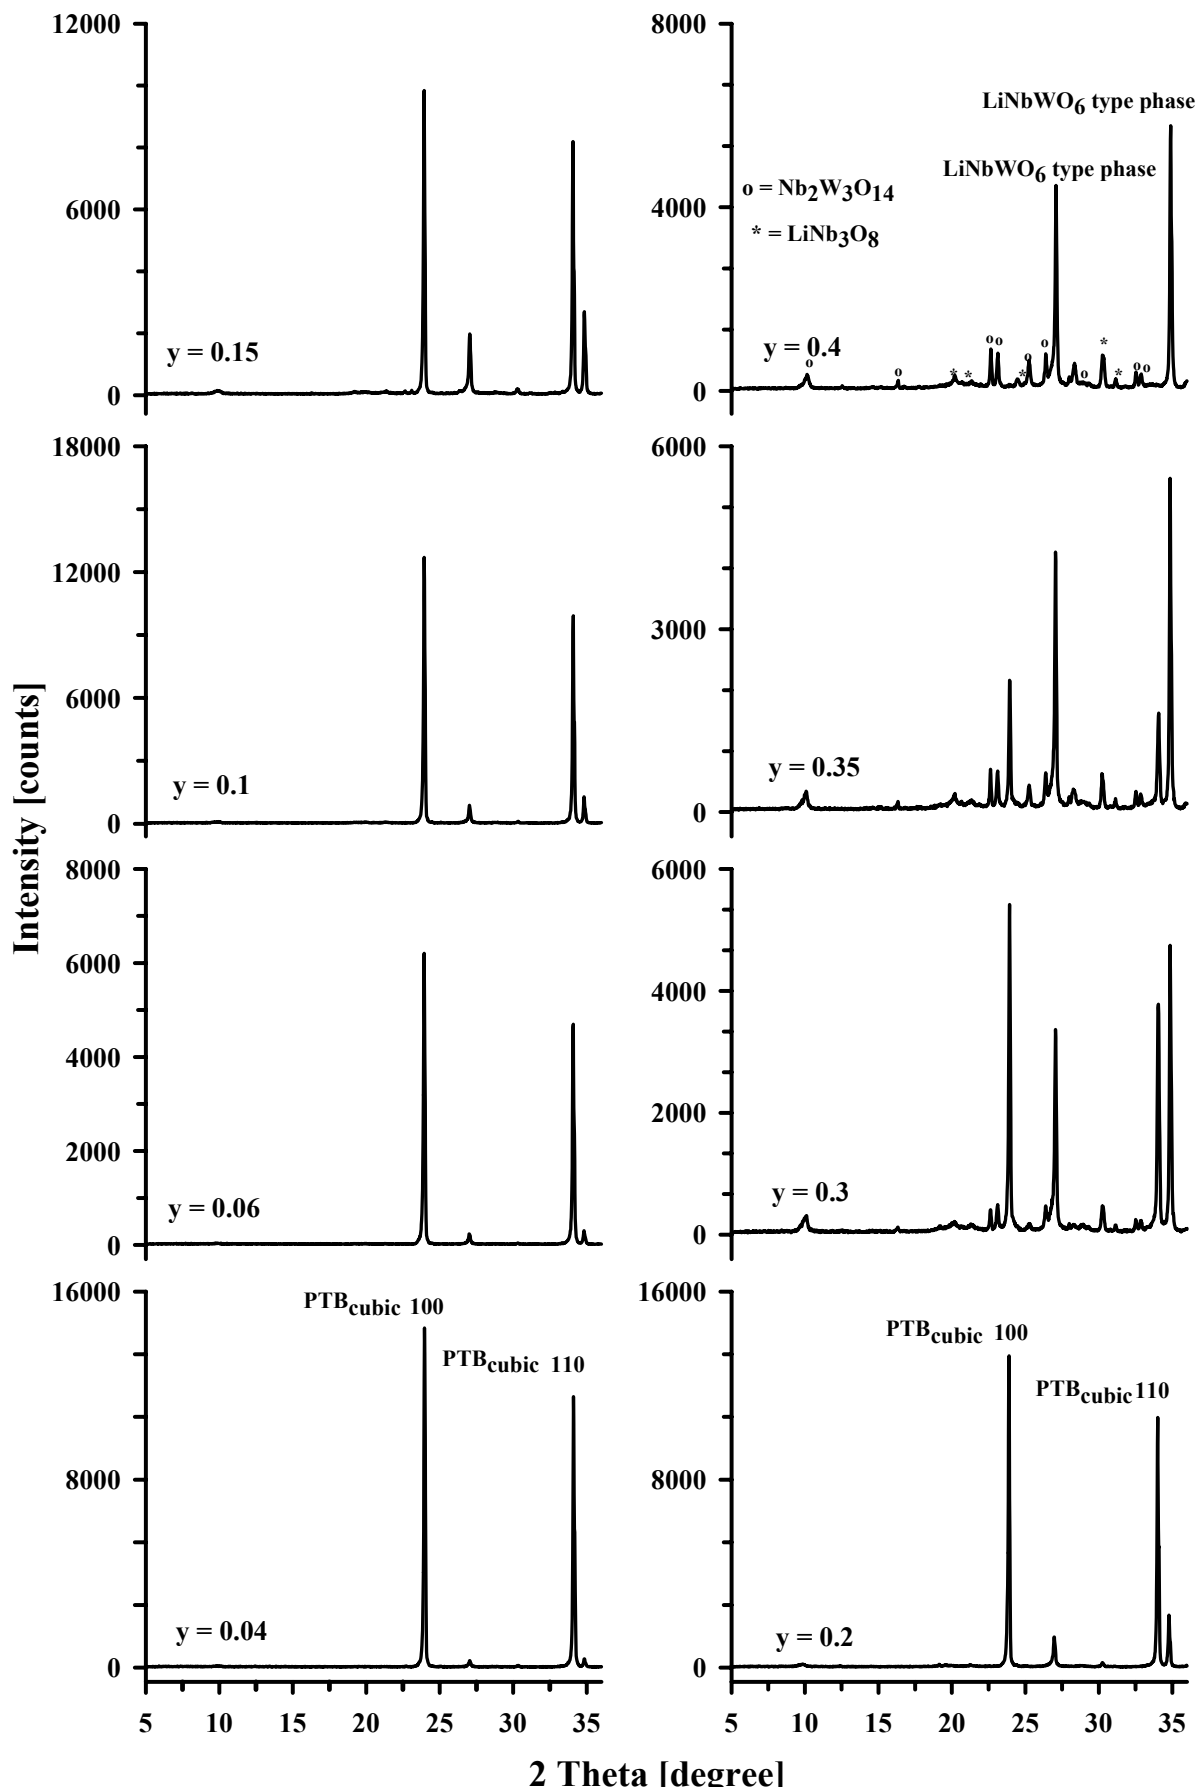 Intensity [counts]
12000
6000
0
y = 0.15
18000
12000
6000
0
y = 0.1
8000
6000
4000
2000
0
y = 0.06
16000
8000
0
PTBcubic 100
PTBcubic 110
y = 0.04
5 10 15 20 25 30 35
8000
4000
0
LiNbWO6 type phase
LiNbWO6 type phase
o = Nb2W3O14
* = LiNb3O8
y = 0.4
o o * * o o * o o o * * o o
6000
3000
0
y = 0.35
6000
4000
2000
0
y = 0.3
16000
8000
0
PTBcubic 100
PTBcubic 110
y = 0.2
5 10 15 20 25 30 35
2 Theta [degree]